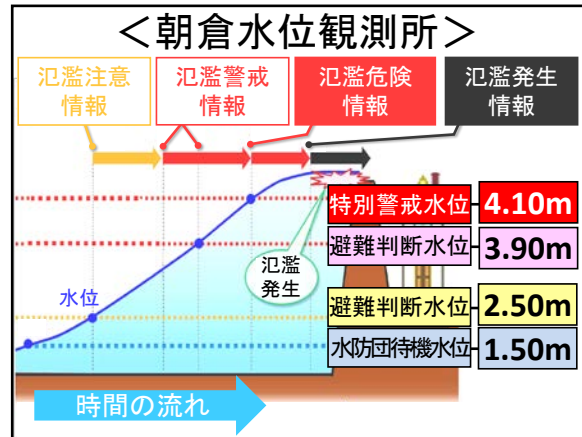 ＜朝倉水位観測所＞
氾濫注意
情報
氾濫警戒
情報
氾濫危険
情報
氾濫発生
情報
特別警戒水位 4.10m
避難判断水位 3.90m
氾濫
発生
水位
避難判断水位 2.50m
水防団待機水位 1.50m
時間の流れ